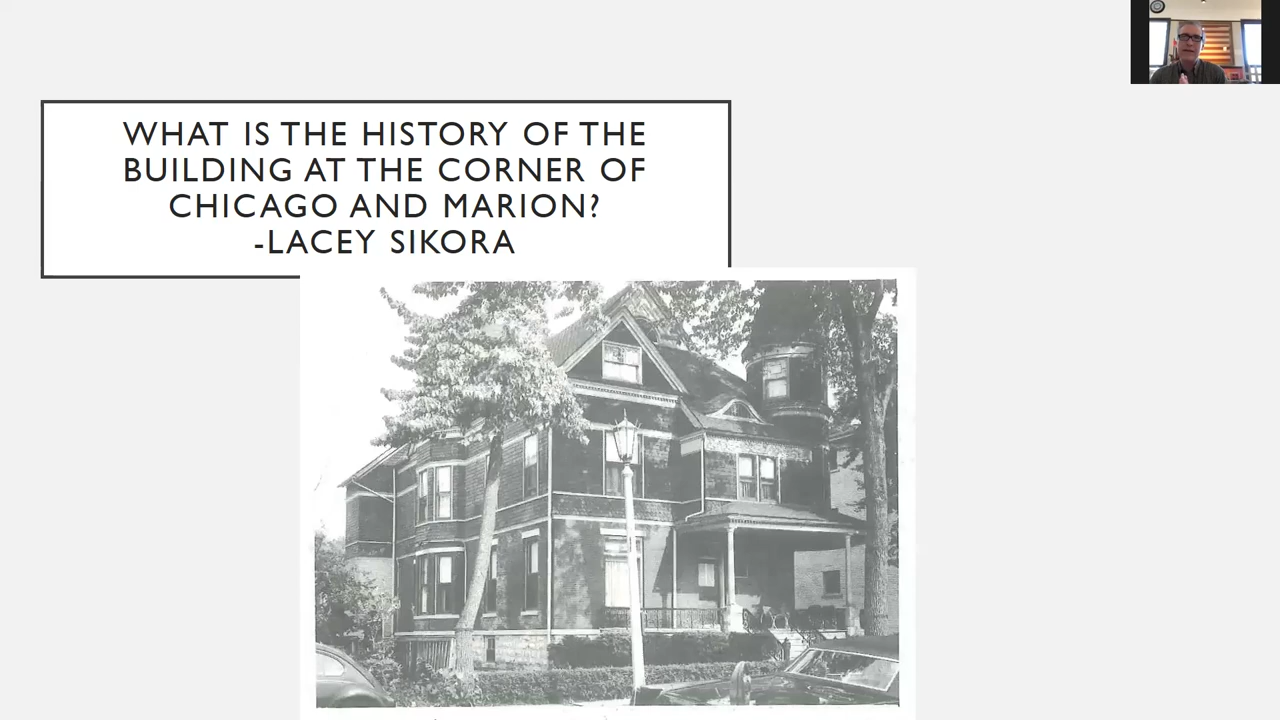 WHAT IS THE HISTORY OF THE
BUILDING AT THE CORNER OF
CHICAGO AND MARION?
-LACEY SIKORA